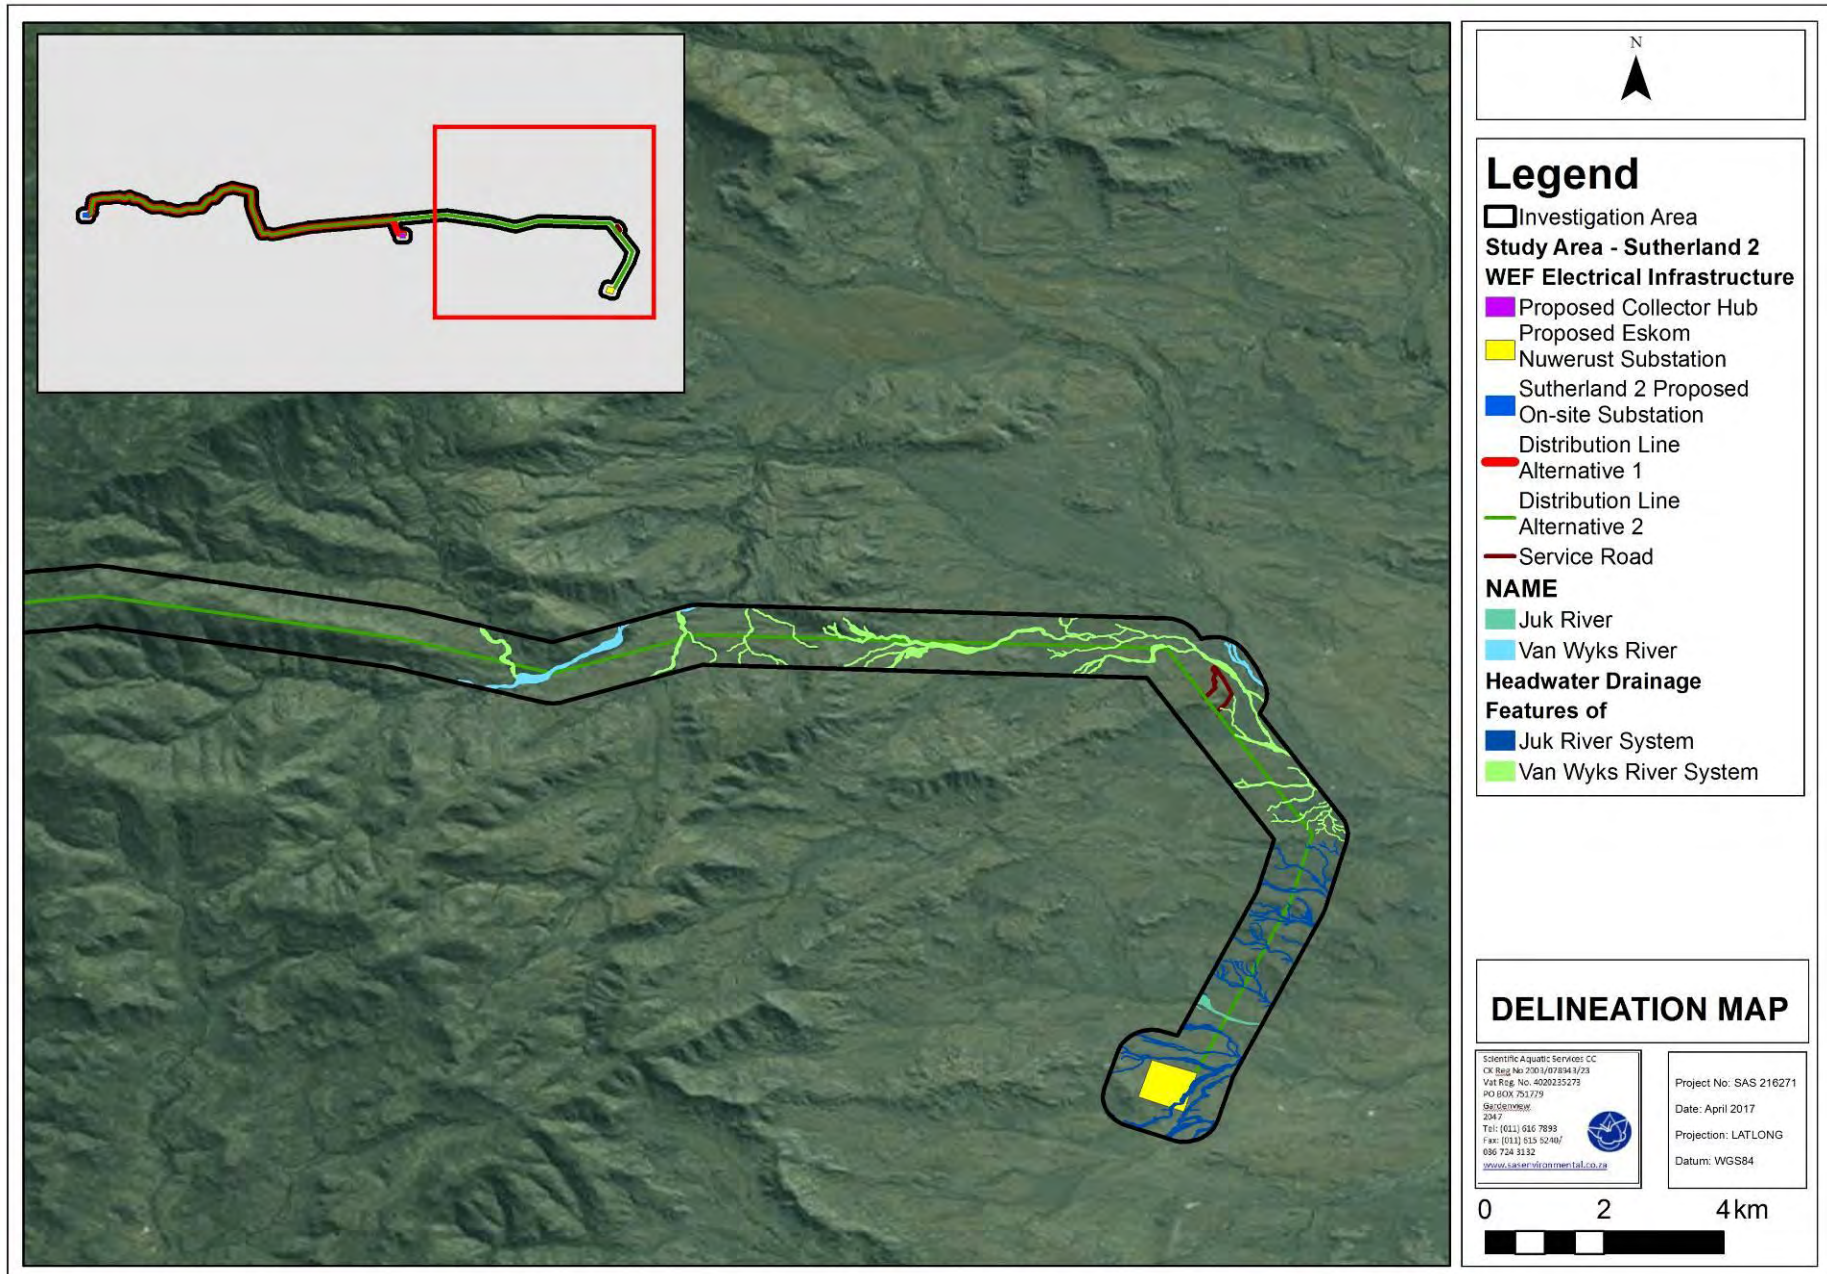 N
Legend
Investigation Area
Study Area - Sutherland 2
WEF Electrical Infrastructure
Proposed Collector Hub
Proposed Eskom
Nuwerust Substation
Sutherland 2 Proposed
On-site Substation
Distribution Line
Alternative 1
Distribution Line
Alternative 2
Service Road
NAME
Juk River
Van Wyks River
Headwater Drainage
Features of
Juk River System
Van Wyks River System
DELINEATION MAP
Scientific Aquatic Services CC
CK Reg No 2003/078943/23
Vat Reg. No. 4020235273
PO BOX 751779
Gardenview
2047
Tel: (011) 616 7893
Fax: (011) 615 6240/
086 724 3132
www.sasenvironmental.co.za
Project No: SAS 216271
Date: April 2017
Projection: LATLONG
Datum: WGS84
0 2 4 km